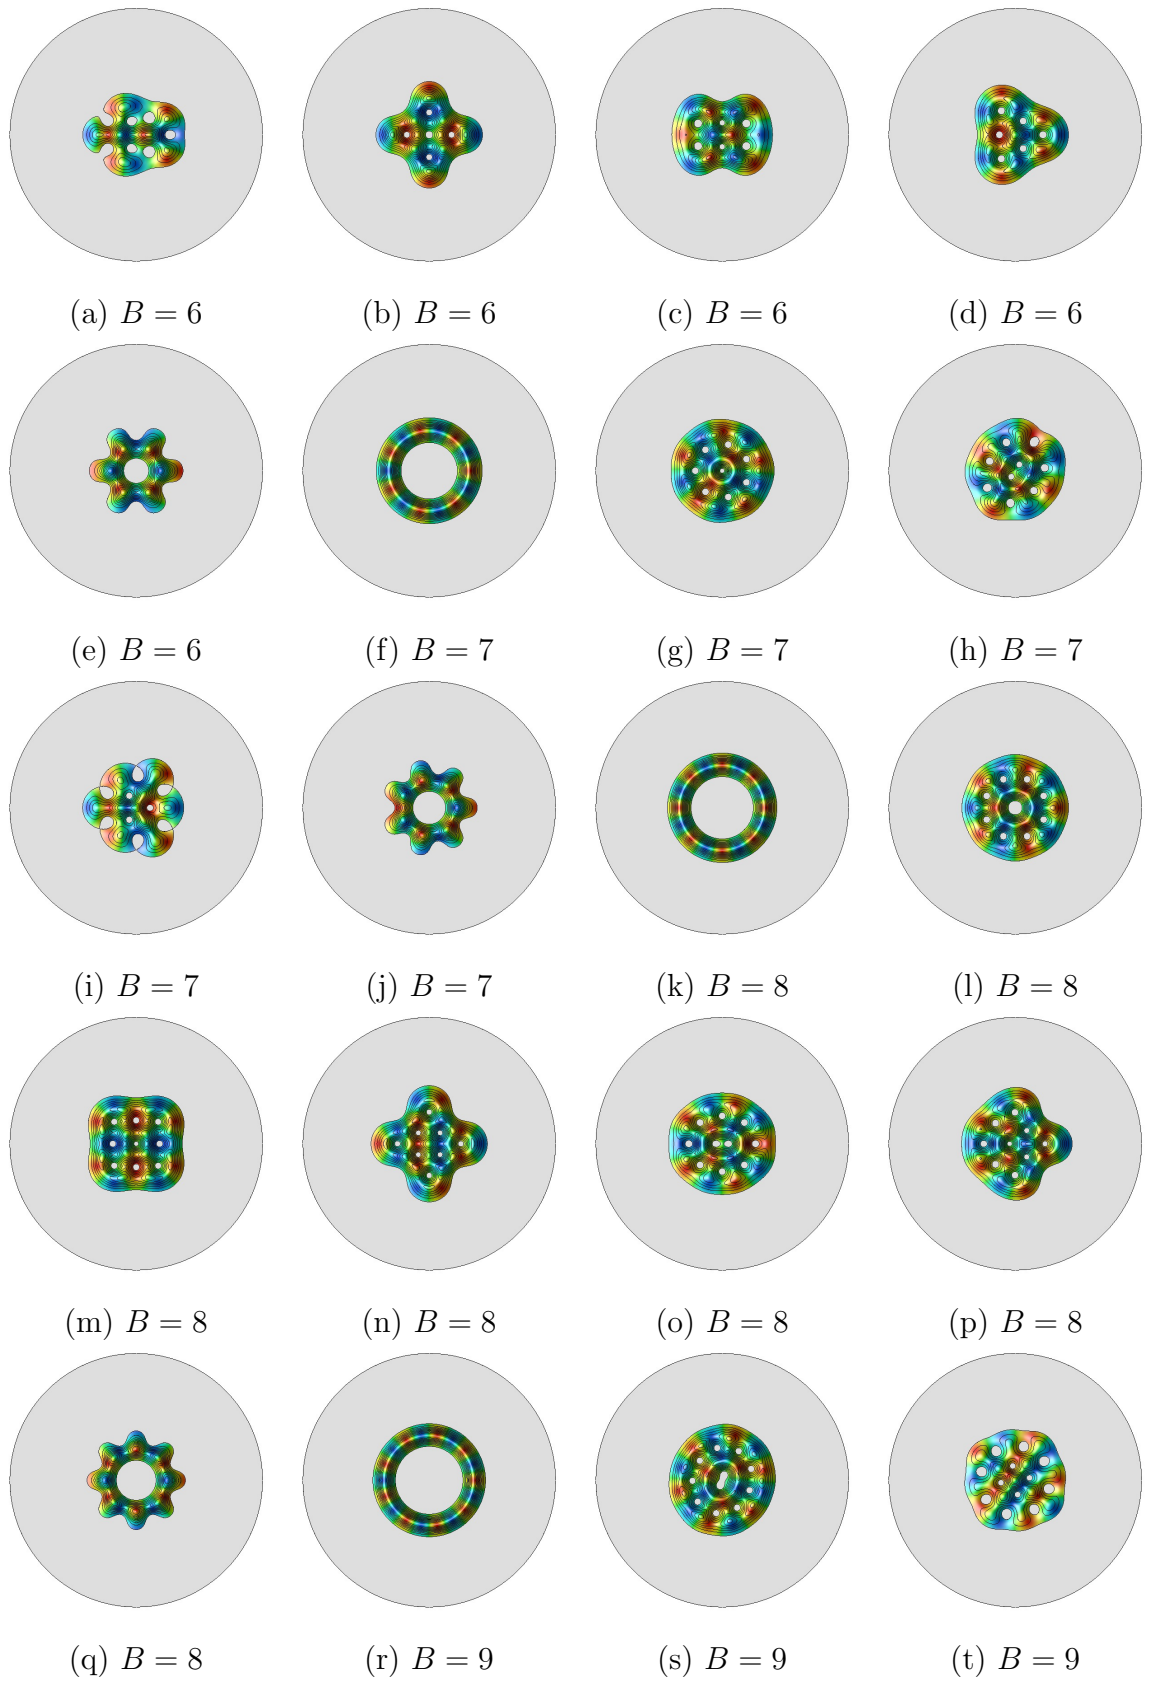 (a) B = 6 (b) B = 6 (c) B = 6 (d) B = 6
(e) B = 6 (f) B = 7 (g) B = 7 (h) B = 7
(i) B = 7 (j) B = 7 (k) B = 8 (l) B = 8
(m) B = 8 (n) B = 8 (o) B = 8 (p) B = 8
(q) B = 8 (r) B = 9 (s) B = 9 (t) B = 9